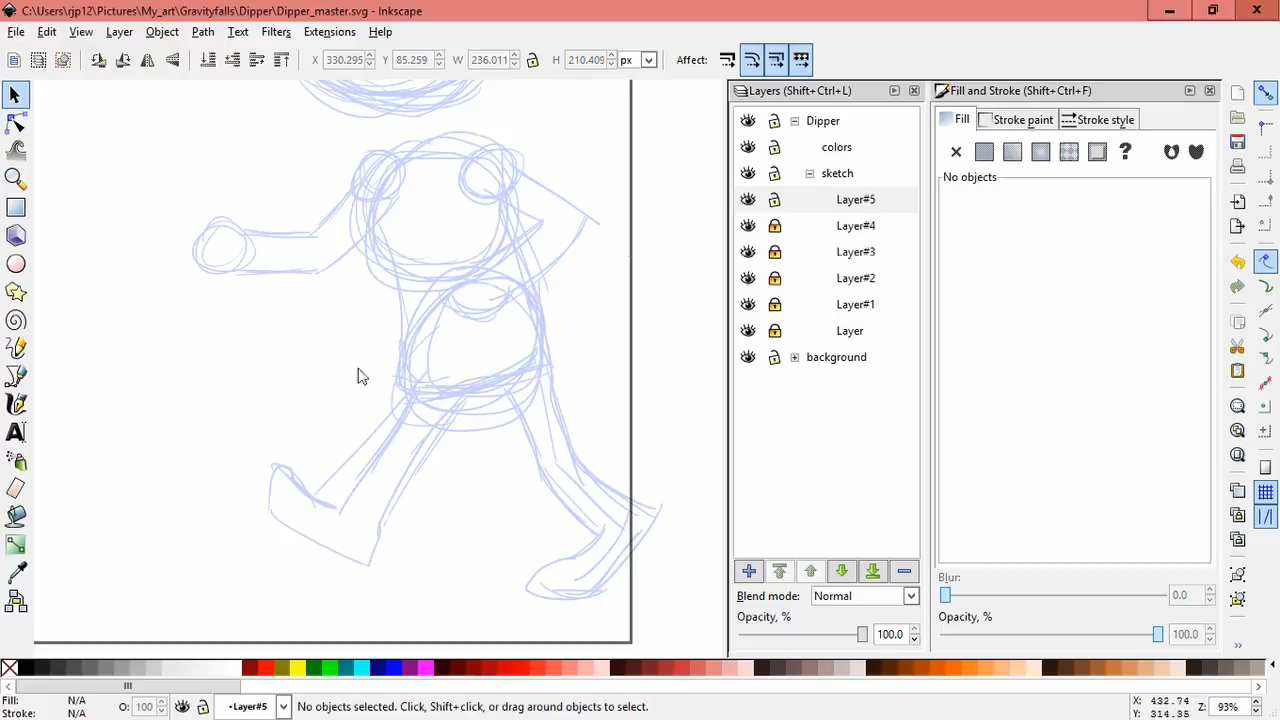 C:\Users\rjp12\Pictures\My_art\Gravityfalls\Dipper\Dipper_master.svg - Inkscape
File Edit View Layer Object Path Text Filters Extensions Help
X 330.295 Y 85.259 W 236.011 H 210.409 px Affect:
Layers (Shift+Ctrl+L)
Dipper
colors
sketch
Layer#5
Layer#4
Layer#3
Layer#2
Layer#1
Layer
background
Blend mode: Normal
Opacity, % 100.0
Fill and Stroke (Shift+Ctrl+F)
Fill Stroke paint Stroke style
No objects
Blur:
0.0
Opacity, %
100.0
Fill: N/A
Stroke: N/A
O: 100
•Layer#5
No objects selected. Click, Shift+click, or drag around objects to select.
X: 432.74
Y: 314.35
Z: 93%